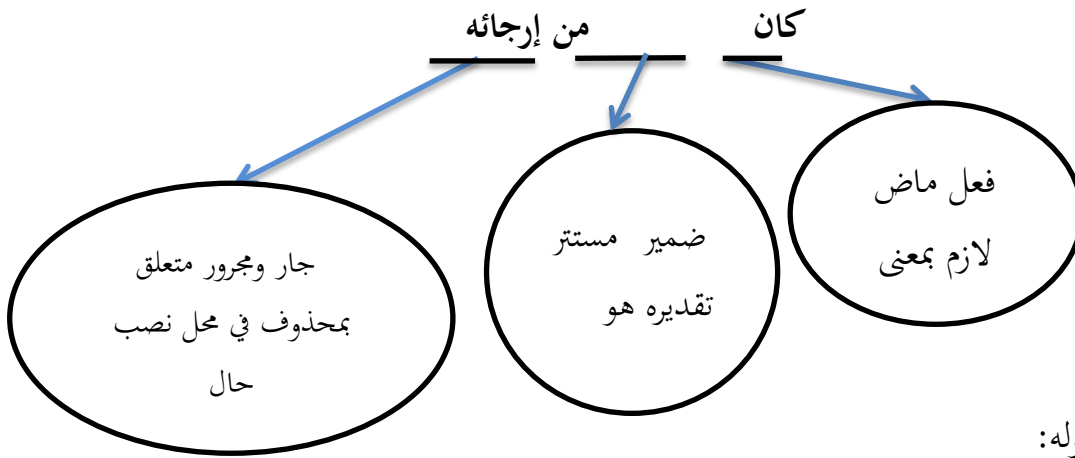 كان من إرجائه
فعل ماض
لازم بمعنى
ضمير مستتر
تقديره هو
جار ومجرور متعلق
بمحذوف في محل نصب
حال
وله: